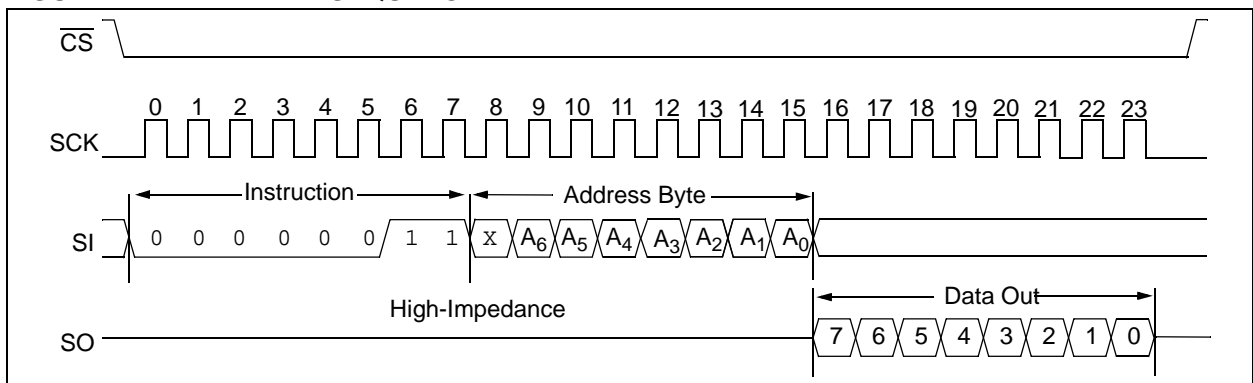 CS
0 1 2 3 4 5 6 7 8 9 10 11 12 13 14 15 16 17 18 19 20 21 22 23
SCK
Instruction Address Byte
SI 0 0 0 0 0 0 1 1 X A6 A5 A4 A3 A2 A1 A0
High-Impedance Data Out
SO 7 6 5 4 3 2 1 0